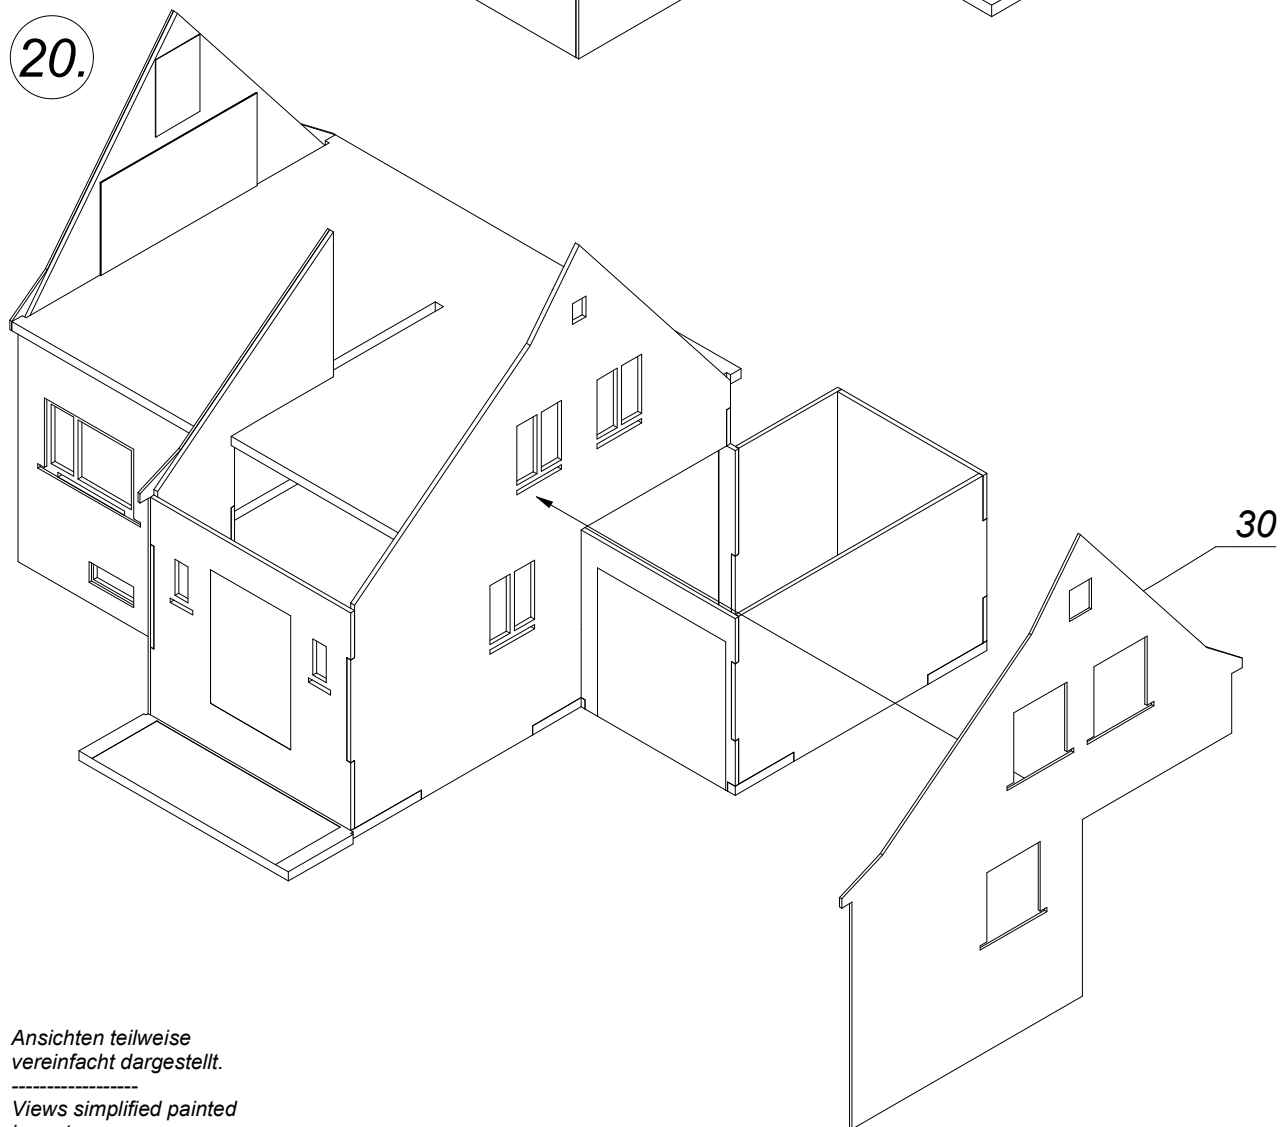 20.
30
Ansichten teilweise
vereinfacht dargestellt.
------------------
Views simplified painted